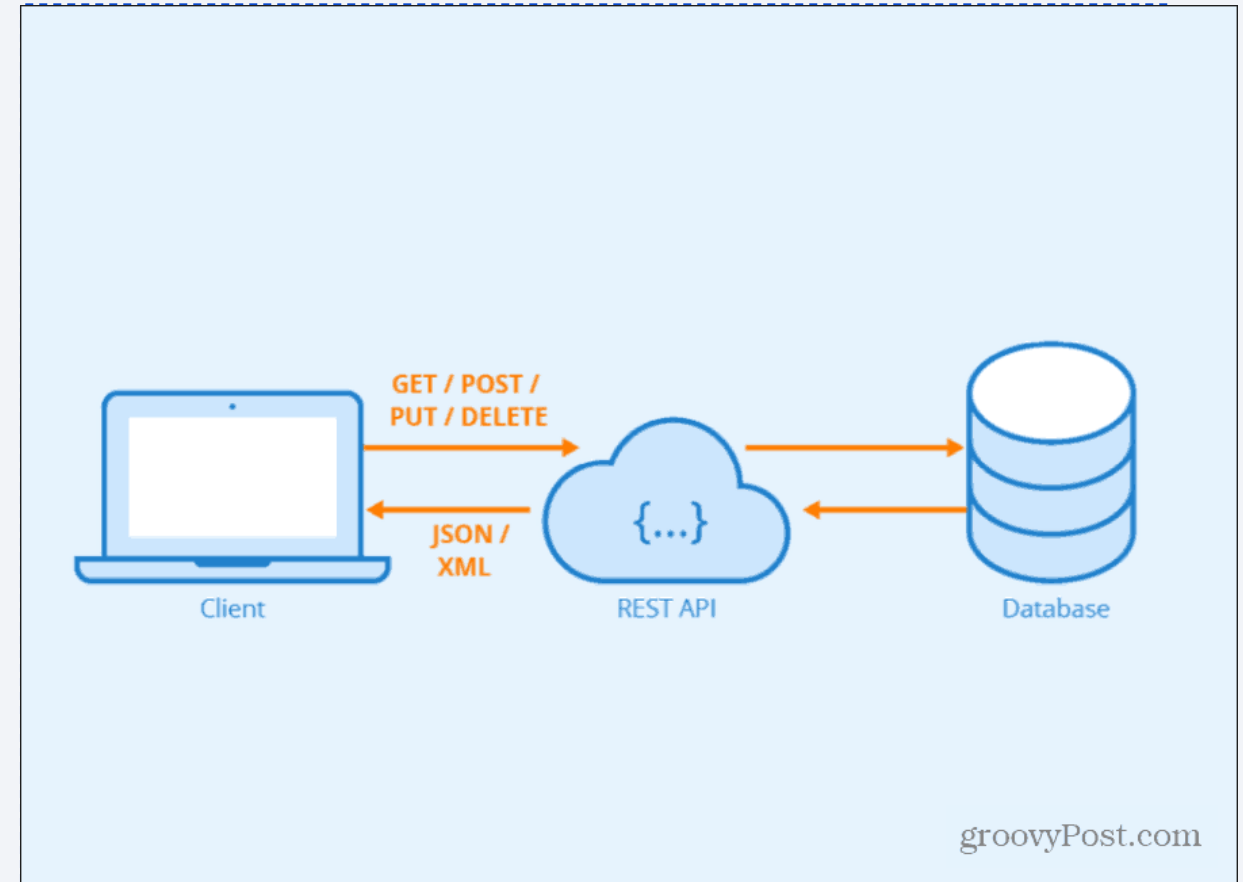 GET / POST /
PUT / DELETE
{...}
JSON /
XML
Client
REST API
Database
groovyPost.com